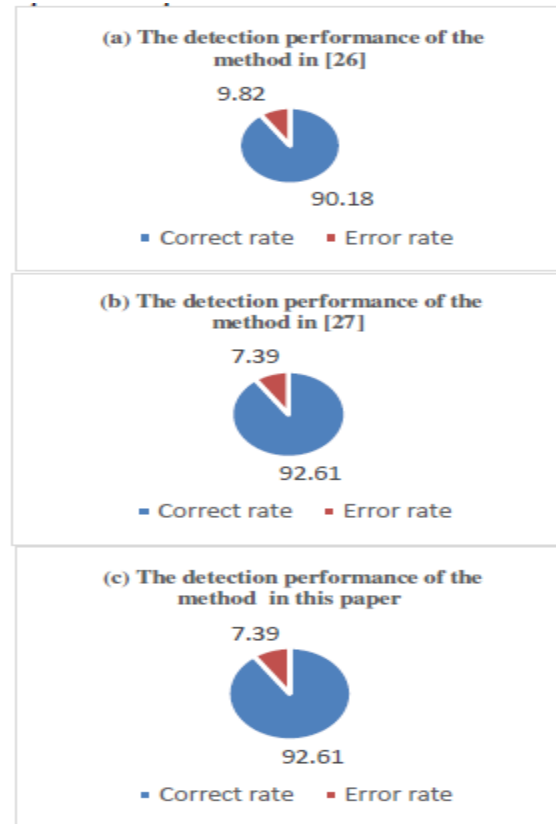 (a) The detection performance of the
method in [26]
9.82
90.18
Correct rate Error rate
(b) The detection performance of the
method in [27]
7.39
92.61
Correct rate Error rate
(c) The detection performance of the
method in this paper
7.39
92.61
Correct rate Error rate